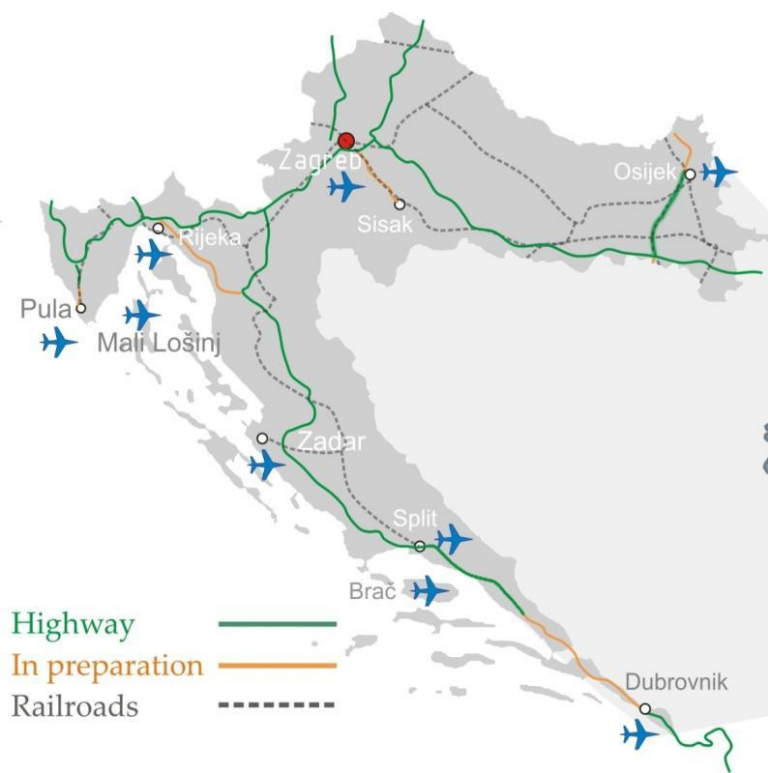 Zagreb
Osijek
Sisak
Rijeka
Pula
Mali Lošinj
Zadar
Split
Brač
Highway
In preparation
Railroads
Dubrovnik